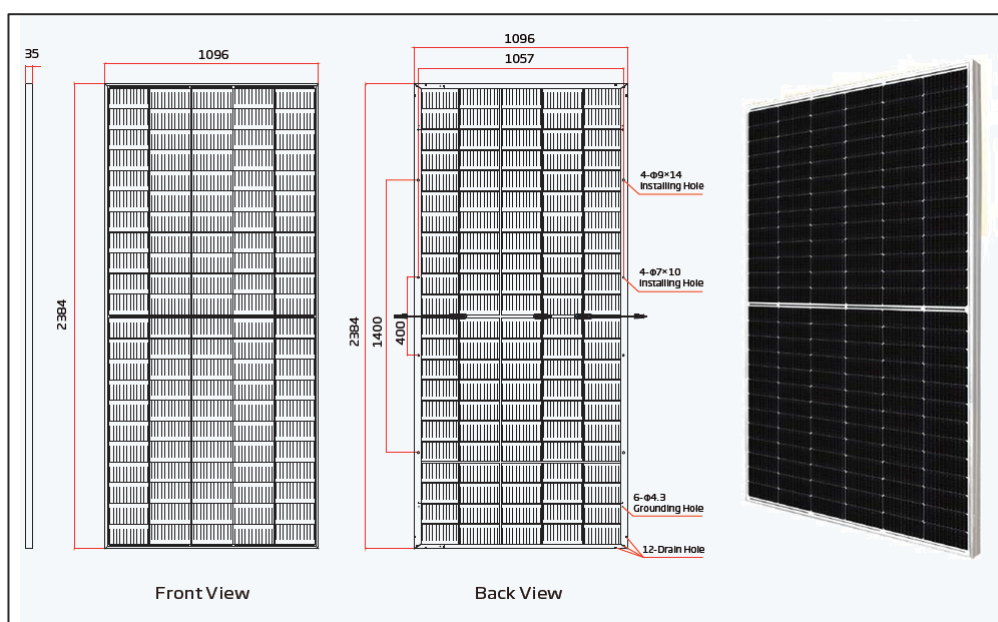 35
1096
2384
Front View
1096
1057
2384
1400
400
4-Φ9×14
Installing Hole
4-Φ7×10
Installing Hole
6-Φ4.3
Grounding Hole
12-Drain Hole
Back View